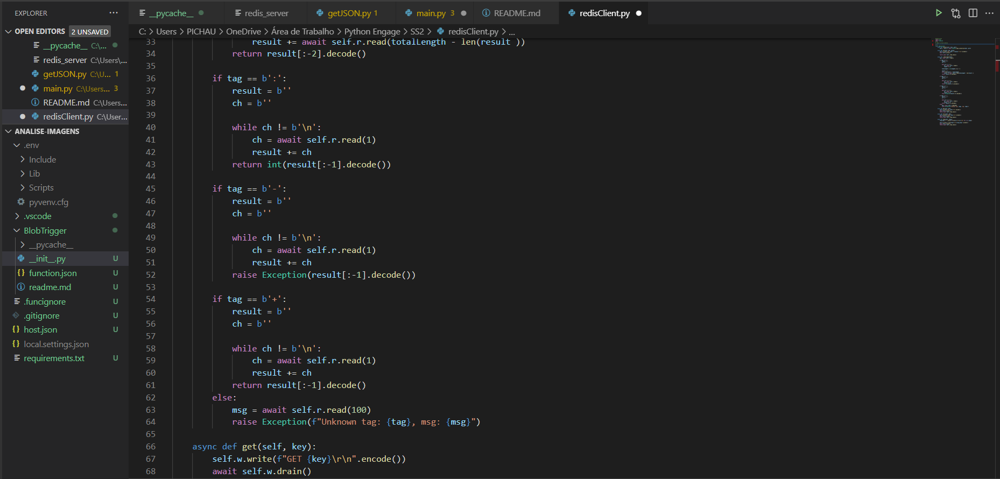 EXPLORER ···
OPEN EDITORS 2 UNSAVED
__pycache__ C:\...
redis_server C:\Users\...
getJSON.py C:\U... 1
main.py C:\Users... 3
README.md C:\Users...
redisClient.py C:\User...
ANALISE-IMAGENS
.env
Include
Lib
Scripts
pyvenv.cfg
.vscode
BlobTrigger
__pycache__
__init__.py U
function.json U
readme.md U
.funcignore U
.gitignore U
host.json U
local.settings.json
requirements.txt U
__pycache__ redis_server getJSON.py 1 main.py 3 README.md redisClient.py
C: > Users > PICHAU > OneDrive > Área de Trabalho > Python Engage > SS2 > redisClient.py > ...
33 result += await self.r.read(totalLength - len(result ))
34 return result[:-2].decode()
35
36 if tag == b':':
37 result = b''
38 ch = b''
39
40 while ch != b'\n':
41 ch = await self.r.read(1)
42 result += ch
43 return int(result[:-1].decode())
44
45 if tag == b'-':
46 result = b''
47 ch = b''
48
49 while ch != b'\n':
50 ch = await self.r.read(1)
51 result += ch
52 raise Exception(result[:-1].decode())
53
54 if tag == b'+':
55 result = b''
56 ch = b''
57
58 while ch != b'\n':
59 ch = await self.r.read(1)
60 result += ch
61 return result[:-1].decode()
62 else:
63 msg = await self.r.read(100)
64 raise Exception(f"Unknown tag: {tag}, msg: {msg}")
65
66 async def get(self, key):
67 self.w.write(f"GET {key}\r\n".encode())
68 await self.w.drain()